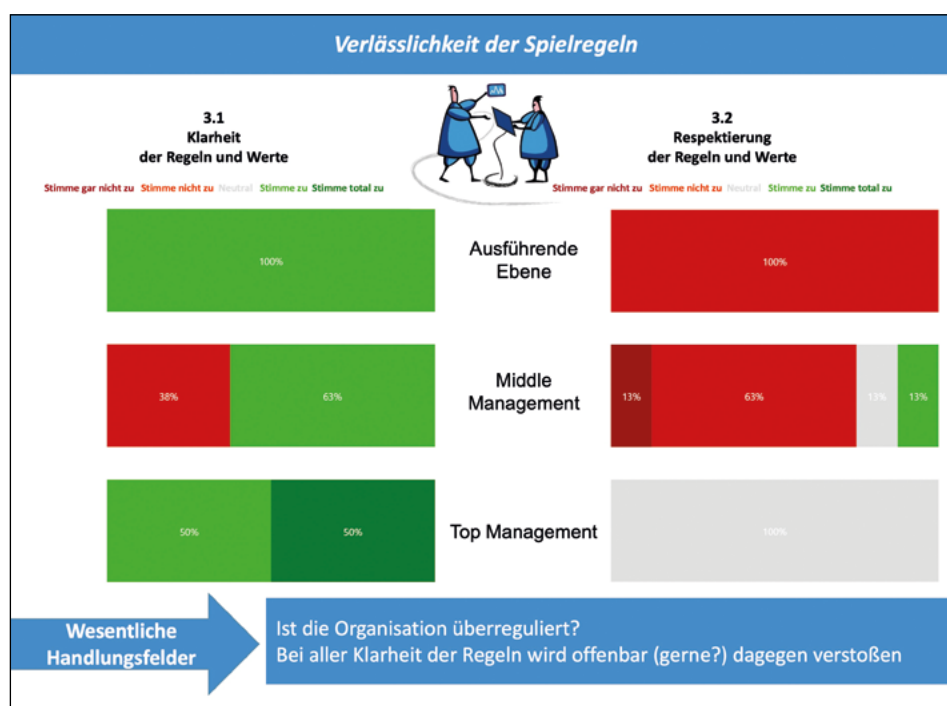 Verlässlichkeit der Spielregeln
3.1
Klarheit
der Regeln und Werte
Stimme gar nicht zu Stimme nicht zu Neutral Stimme zu Stimme total zu
3.2
Respektierung
der Regeln und Werte
Stimme gar nicht zu Stimme nicht zu Neutral Stimme zu Stimme total zu
100%
Ausführende
Ebene
100%
38% 63%
Middle
Management
13% 63% 13% 13%
50% 50%
Top Management
100%
Wesentliche
Handlungsfelder
Ist die Organisation überreguliert?
Bei aller Klarheit der Regeln wird offenbar (gerne?) dagegen verstoßen